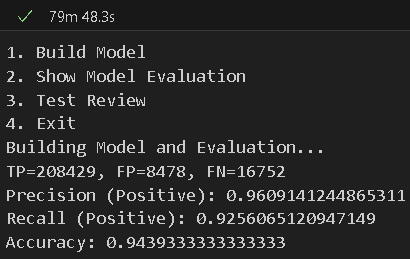 79m 48.3s
1. Build Model
2. Show Model Evaluation
3. Test Review
4. Exit
Building Model and Evaluation...
TP=208429, FP=8478, FN=16752
Precision (Positive): 0.9609141244865311
Recall (Positive): 0.9256065120947149
Accuracy: 0.9439333333333333